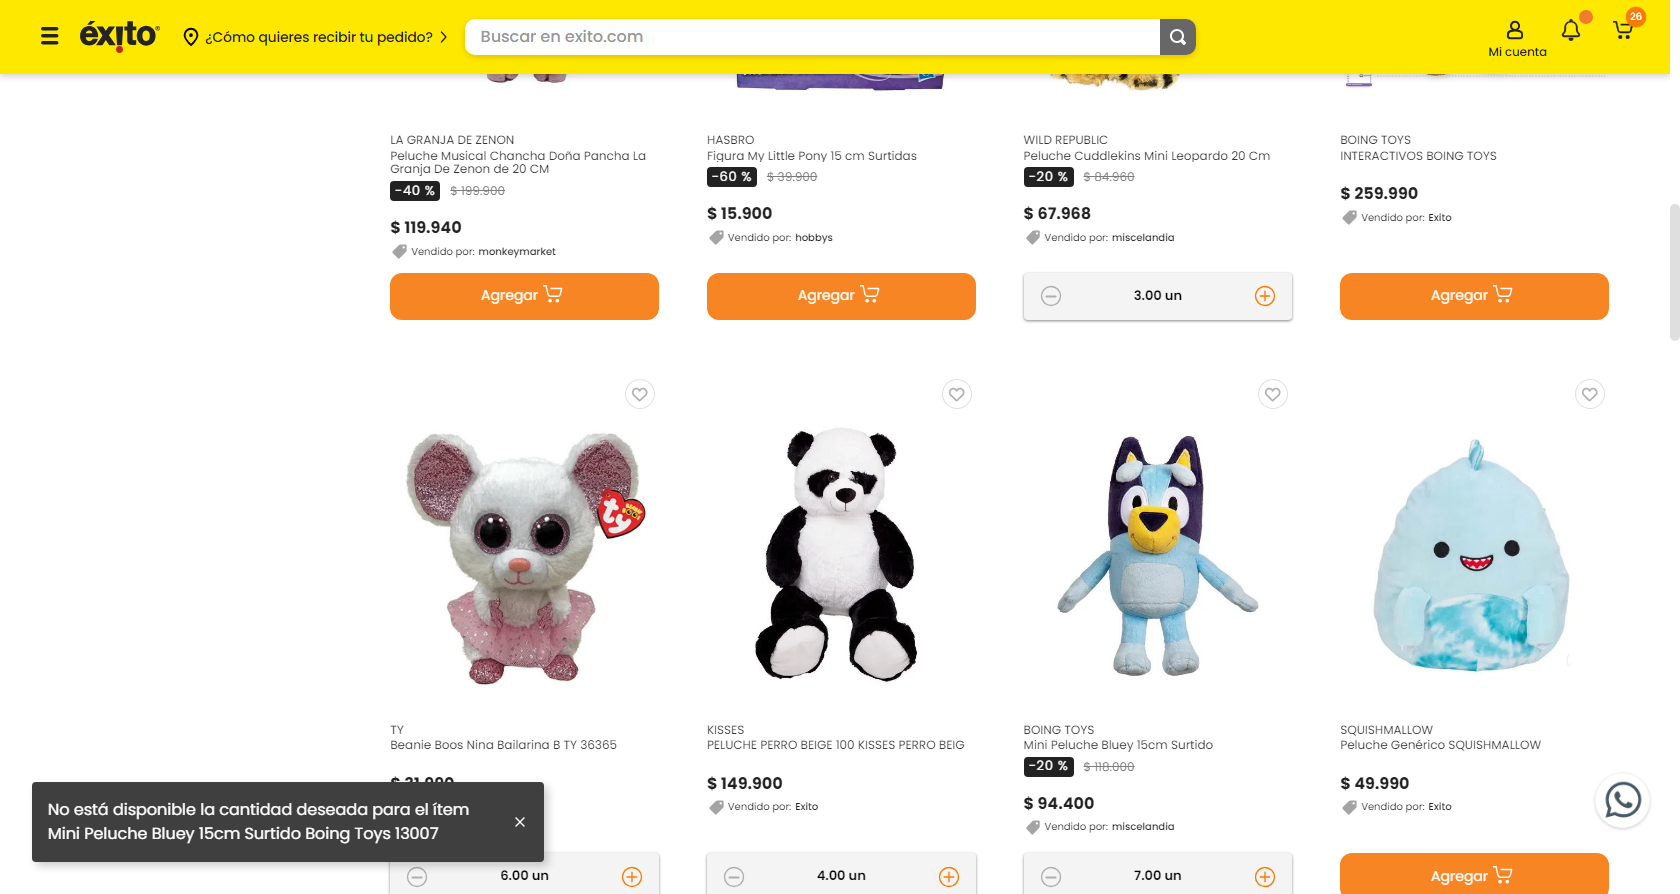 éxito
¿Cómo quieres recibir tu pedido?
Buscar en exito.com
Mi cuenta
26
LA GRANJA DE ZENON
Peluche Musical Chancha Doña Pancha La
Granja De Zenon de 20 CM
-40 % $ 199.900
$ 119.940
Vendido por: monkeymarket
Agregar
HASBRO
Figura My Little Pony 15 cm Surtidas
-60 % $ 39.900
$ 15.900
Vendido por: hobbys
Agregar
WILD REPUBLIC
Peluche Cuddlekins Mini Leopardo 20 Cm
-20 % $ 84.960
$ 67.968
Vendido por: miscelandia
3.00 un
BOING TOYS
INTERACTIVOS BOING TOYS
$ 259.990
Vendido por: Exito
Agregar
ty
TY
Beanie Boos Nina Bailarina B TY 36365
6.00 un
KISSES
PELUCHE PERRO BEIGE 100 KISSES PERRO BEIG
$ 149.900
Vendido por: Exito
4.00 un
BOING TOYS
Mini Peluche Bluey 15cm Surtido
-20 % $ 118.000
$ 94.400
Vendido por: miscelandia
7.00 un
SQUISHMALLOW
Peluche Genérico SQUISHMALLOW
$ 49.990
Vendido por: Exito
Agregar
No está disponible la cantidad deseada para el ítem
Mini Peluche Bluey 15cm Surtido Boing Toys 13007